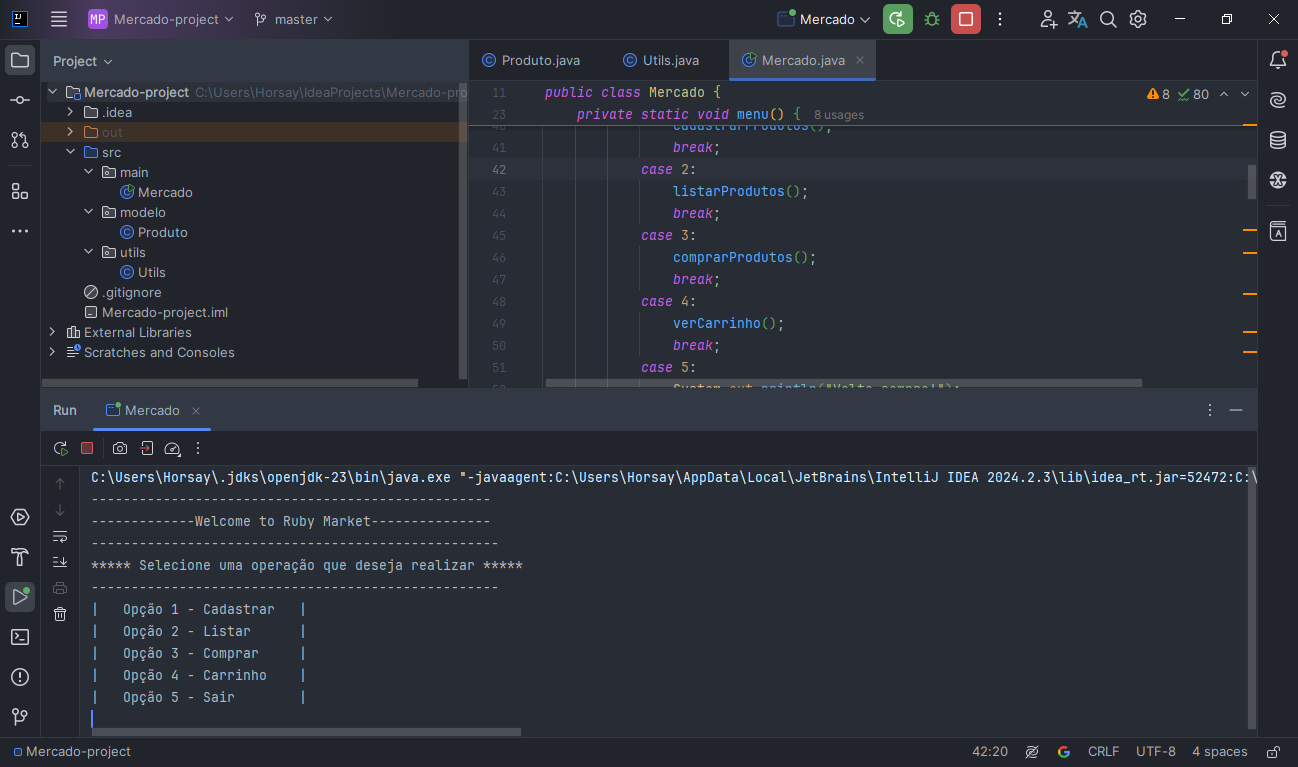 MP Mercado-project
master
Mercado
Project
Produto.java
Utils.java
Mercado.java
Mercado-project C:\Users\Horsay\IdeaProjects\Mercado-pro
.idea
out
src
main
Mercado
modelo
Produto
utils
Utils
.gitignore
Mercado-project.iml
External Libraries
Scratches and Consoles
8 80
11 public class Mercado {
23 private static void menu() { 8 usages
40 cadastrarProdutos();
41 break;
42 case 2:
43 listarProdutos();
44 break;
45 case 3:
46 comprarProdutos();
47 break;
48 case 4:
49 verCarrinho();
50 break;
51 case 5:
52 System.out.println("Volte sempre!");
Run
Mercado
C:\Users\Horsay\.jdks\openjdk-23\bin\java.exe "-javaagent:C:\Users\Horsay\AppData\Local\JetBrains\IntelliJ IDEA 2024.2.3\lib\idea_rt.jar=52472:C:\
--------------------------------------------------
-------------Welcome to Ruby Market---------------
---------------------------------------------------
***** Selecione uma operação que deseja realizar *****
---------------------------------------------------
| Opção 1 - Cadastrar |
| Opção 2 - Listar |
| Opção 3 - Comprar |
| Opção 4 - Carrinho |
| Opção 5 - Sair |
Mercado-project
42:20
CRLF
UTF-8
4 spaces